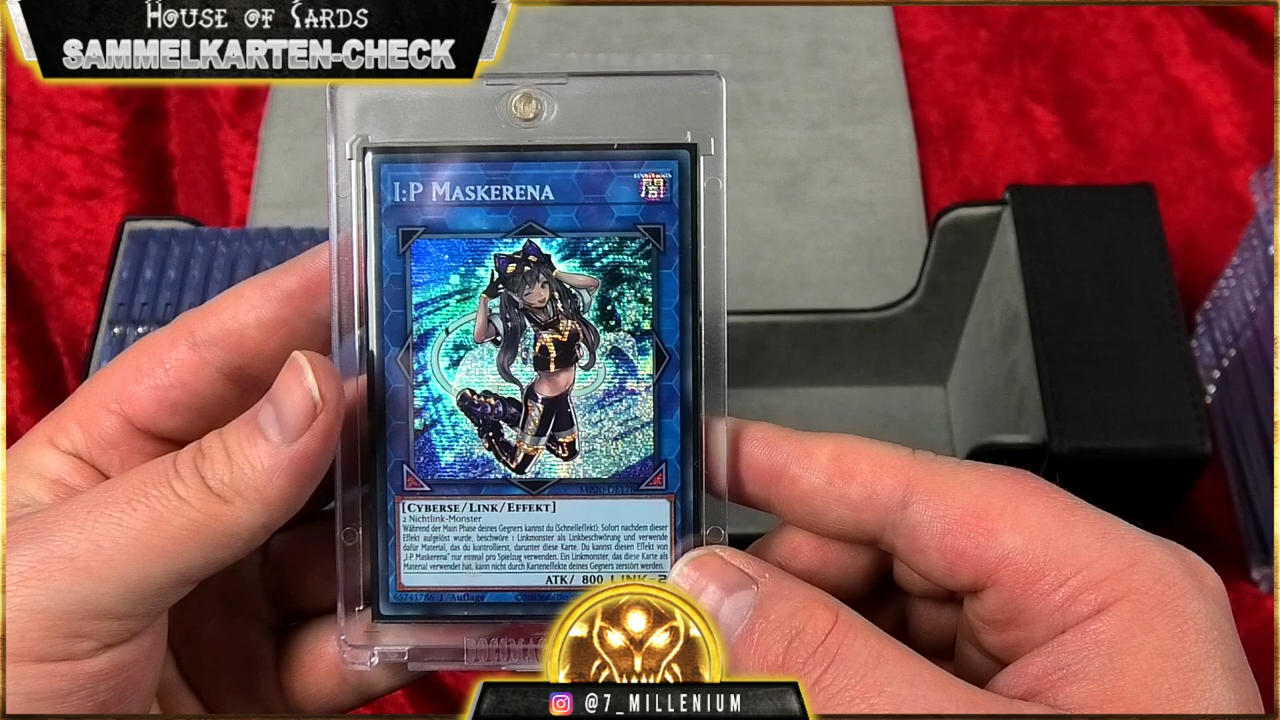 House of Cards
SAMMELKARTEN-CHECK
I:P Maskerena
闇
MP20-DE178
[Cyberse/Link/Effekt]
2 Nichtlink-Monster
Während der Main Phase deines Gegners kannst du (Schnelleffekt): Sofort nachdem dieser
Effekt aufgelöst wurde, beschwöre 1 Linkmonster als Linkbeschwörung und verwende
dafür Material, das du kontrollierst, darunter diese Karte. Du kannst diesen Effekt von
„I:P Maskerena“ nur einmal pro Spielzug verwenden. Ein Linkmonster, das diese Karte als
Material verwendet hat, kann nicht durch Karteneffekte deines Gegners zerstört werden.
ATK/ 800 LINK-2
65741786 1. Auflage
@7_MILLENIUM